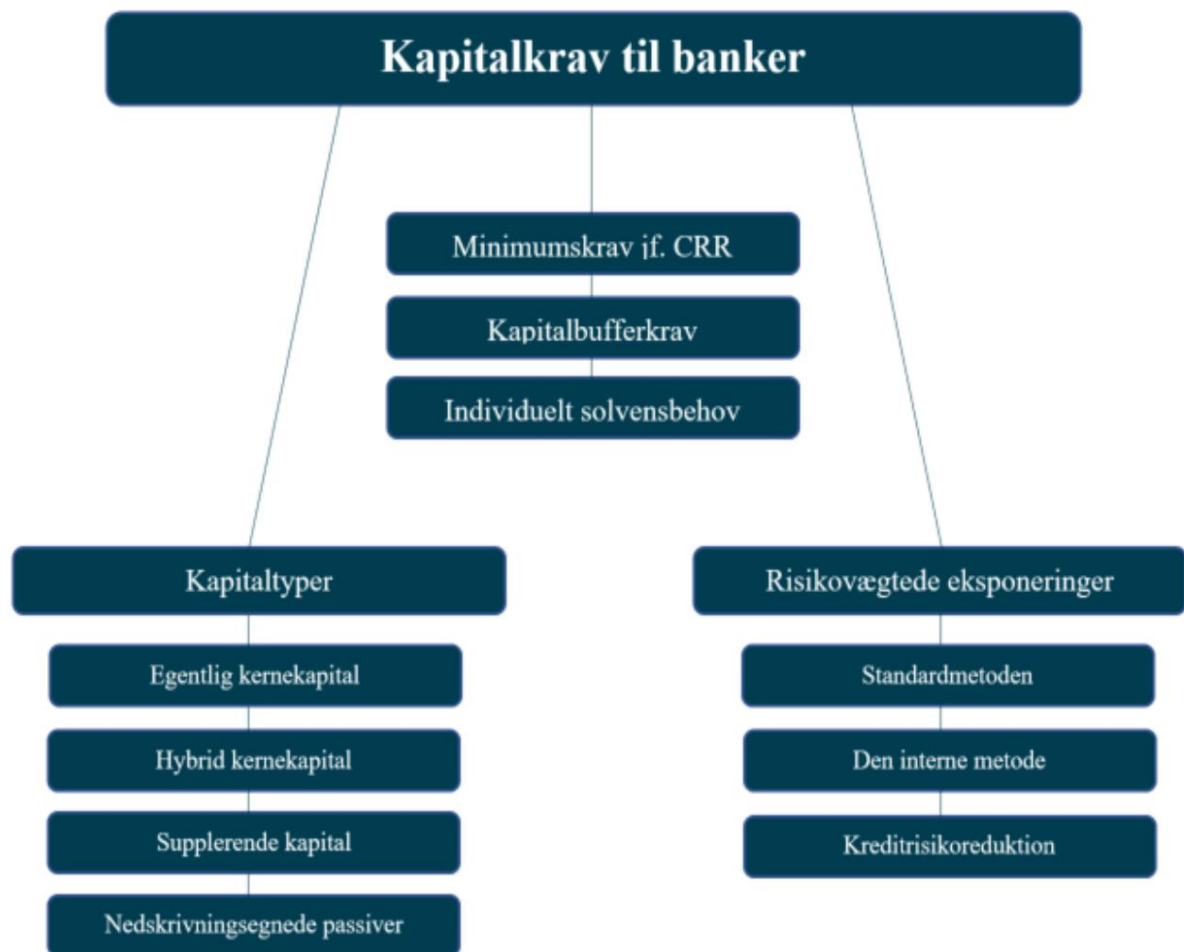 Kapitalkrav til banker
Minimumskrav jf. CRR
Kapitalbufferkrav
Individuelt solvensbehov
Kapitaltyper
Egentlig kernekapital
Hybrid kernekapital
Supplerende kapital
Nedskrivningsegnede passiver
Risikovægtede eksponeringer
Standardmetoden
Den interne metode
Kreditrisikoreduktion